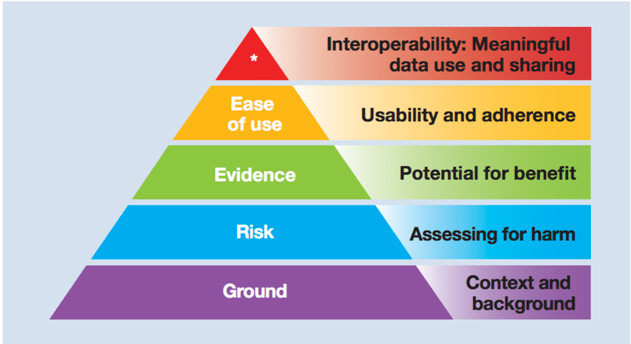 *
Interoperability: Meaningful
data use and sharing
Ease
of use
Usability and adherence
Evidence
Potential for benefit
Risk
Assessing for harm
Ground
Context and
background